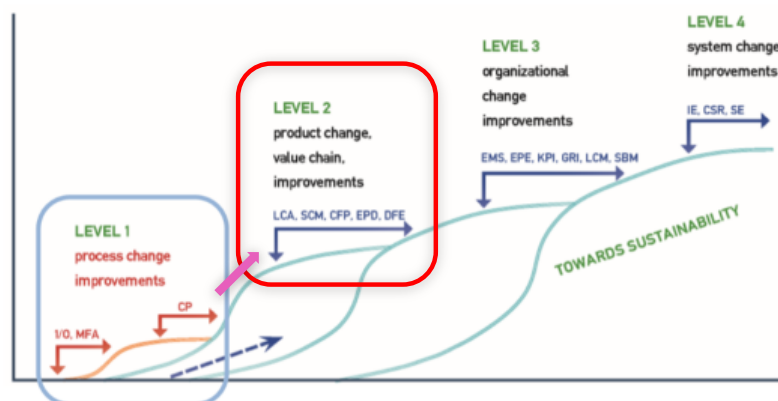 LEVEL 1
process change
improvements
I/O, MFA
CP
LEVEL 2
product change,
value chain,
improvements
LCA, SCM, CFP, EPD, DFE
LEVEL 3
organizational
change
improvements
EMS, EPE, KPI, GRI, LCM, SBM
LEVEL 4
system change
improvements
IE, CSR, SE
TOWARDS SUSTAINABILITY